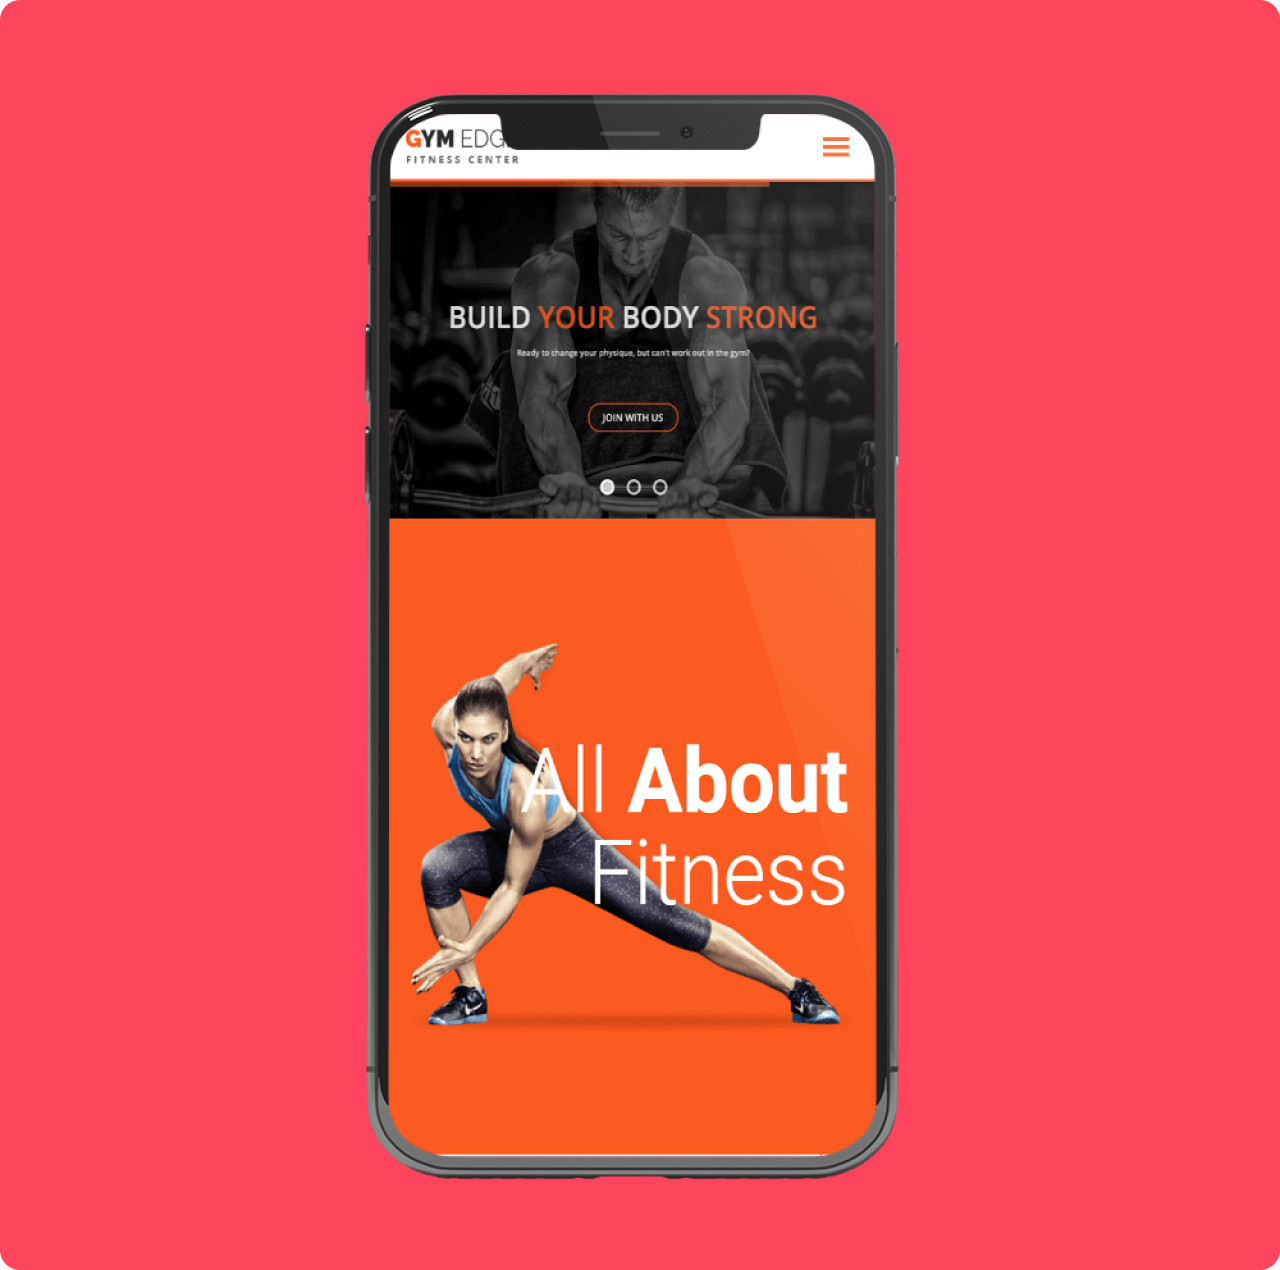 GYM EDG
FITNESS CENTER
BUILD YOUR BODY STRONG
Ready to change your physique, but can't work out in the gym?
JOIN WITH US
All About
Fitness